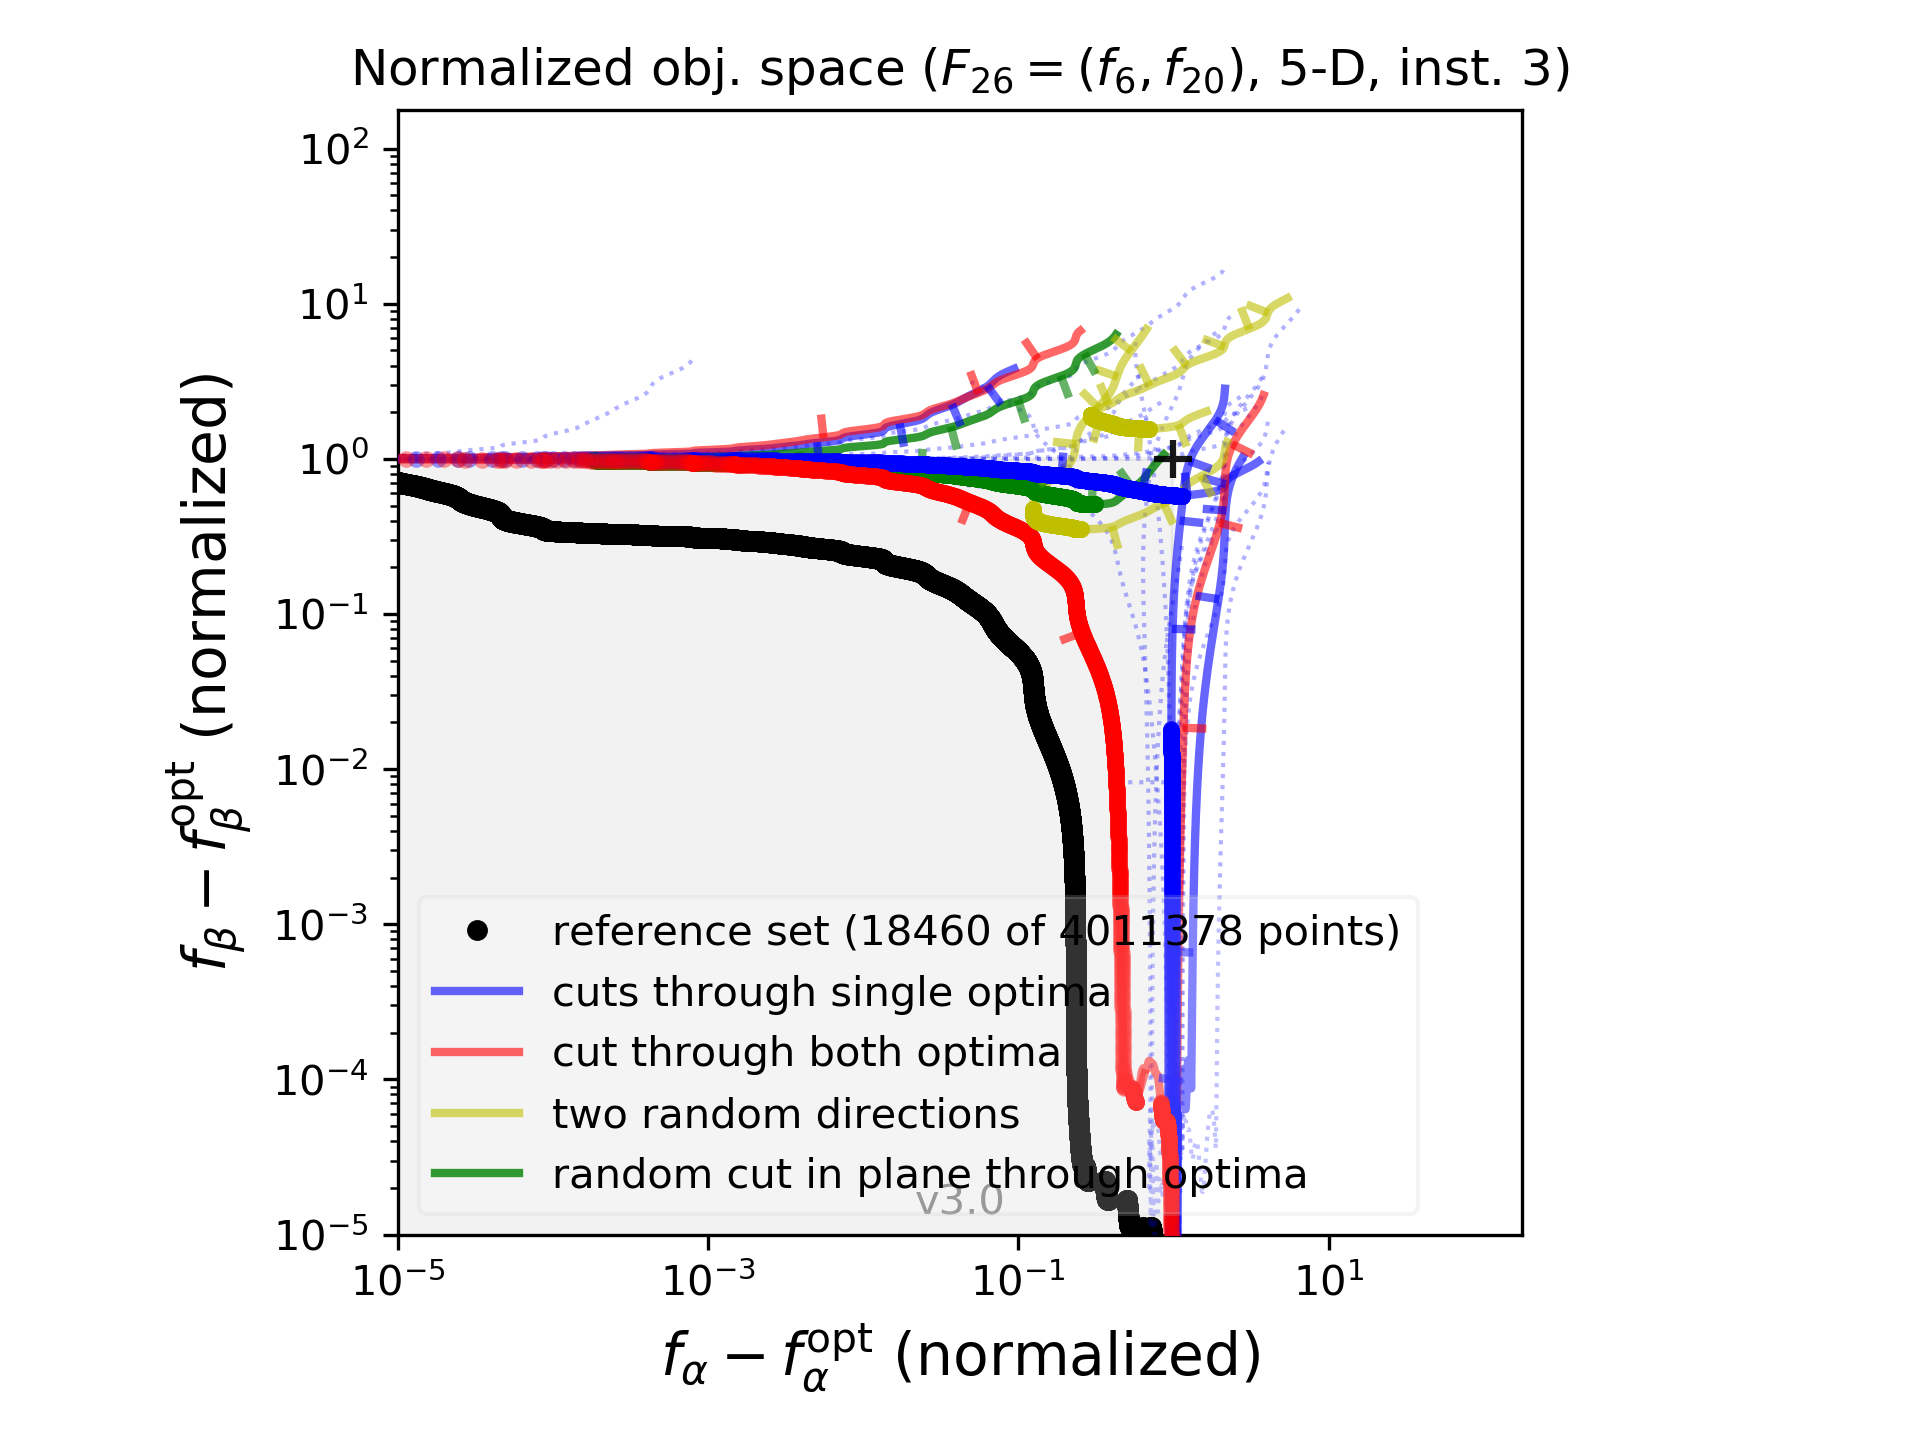 Normalized obj. space (F₂₆ = (f₆, f₂₀), 5-D, inst. 3)
10²
10¹
10⁰
10⁻¹
10⁻²
10⁻³
10⁻⁴
10⁻⁵
f_β − f_β^opt (normalized)
reference set (18460 of 4011378 points)
cuts through single optima
cut through both optima
two random directions
random cut in plane through optima
v3.0
10⁻⁵ 10⁻³ 10⁻¹ 10¹
f_α − f_α^opt (normalized)